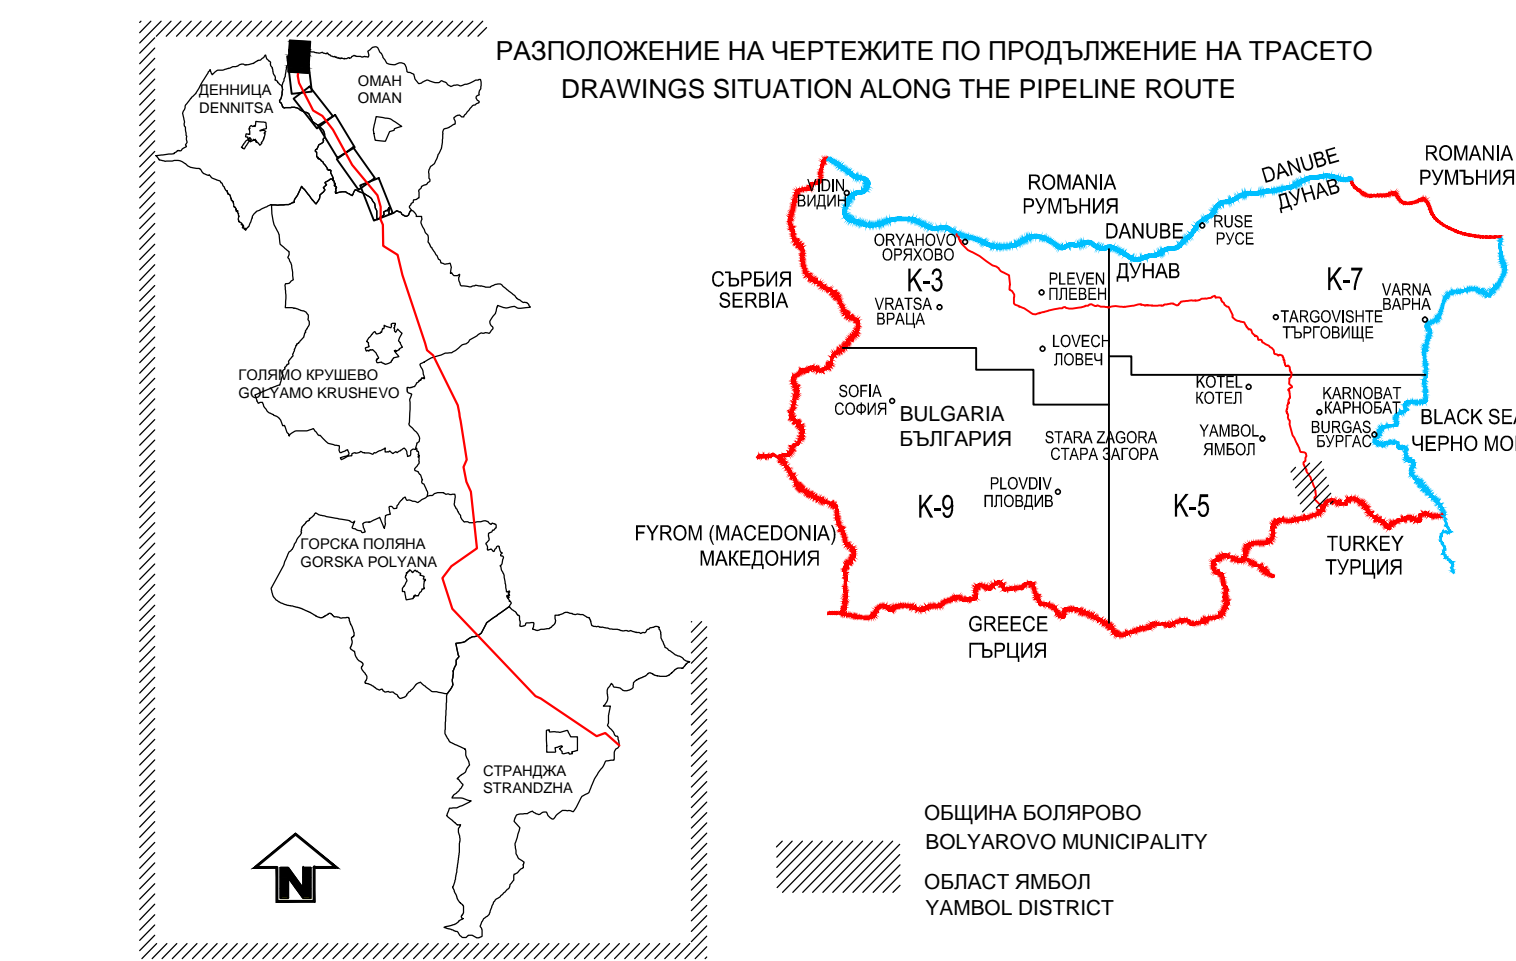 РАЗПОЛОЖЕНИЕ НА ЧЕРТЕЖИТЕ ПО ПРОДЪЛЖЕНИЕ НА ТРАСЕТО
DRAWINGS SITUATION ALONG THE PIPELINE ROUTE
ДЕННИЦА
DENNITSA
ОМАН
OMAN
ГОЛЯМО КРУШЕВО
GOLYAMO KRUSHEVO
ГОРСКА ПОЛЯНА
GORSKA POLYANA
СТРАНДЖА
STRANDZHA
N
VIDIN
ВИДИН
ROMANIA
РУМЪНИЯ
DANUBE
ДУНАВ
ROMANIA
РУМЪНИЯ
ORYAHOVO
ОРЯХОВО
DANUBE
ДУНАВ
RUSE
РУСЕ
СЪРБИЯ
SERBIA
K-3
PLEVEN
ПЛЕВЕН
K-7
VRATSA
ВРАЦА
TARGOVISHTE
ТЪРГОВИЩЕ
VARNA
ВАРНА
LOVECH
ЛОВЕЧ
SOFIA
СОФИЯ
BULGARIA
БЪЛГАРИЯ
KOTEL
КОТЕЛ
KARNOBAT
КАРНОБАТ
BURGAS
БУРГАС
BLACK SEA
ЧЕРНО МО
STARA ZAGORA
СТАРА ЗАГОРА
YAMBOL
ЯМБОЛ
PLOVDIV
ПЛОВДИВ
K-9
K-5
FYROM (MACEDONIA)
МАКЕДОНИЯ
TURKEY
ТУРЦИЯ
GREECE
ГЪРЦИЯ
ОБЩИНА БОЛЯРОВО
BOLYAROVO MUNICIPALITY
ОБЛАСТ ЯМБОЛ
YAMBOL DISTRICT